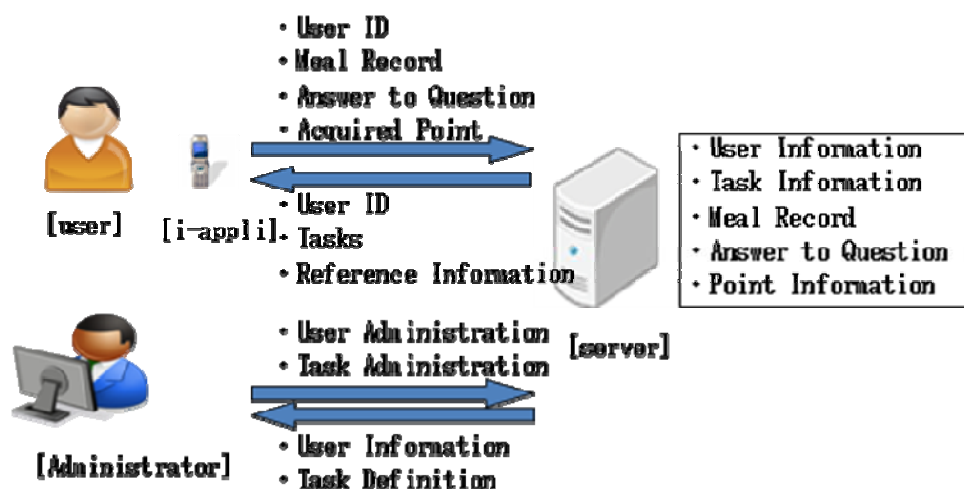 ・User ID
・Meal Record
・Answer to Question
・Acquired Point
[user]
[i-appli]
・User ID
・Tasks
・Reference Information
[server]
・User Information
・Task Information
・Meal Record
・Answer to Question
・Point Information
[Administrator]
・User Administration
・Task Administration
・User Information
・Task Definition